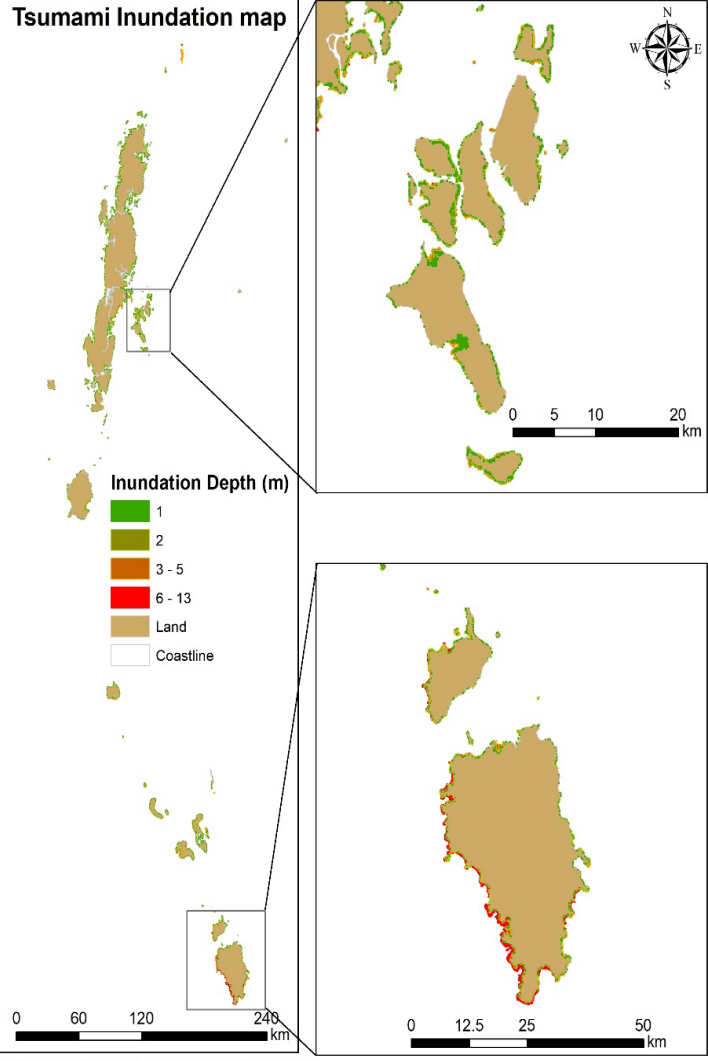 Tsumami Inundation map
N
W E
S
0 5 10 20
km
Inundation Depth (m)
1
2
3 - 5
6 - 13
Land
Coastline
0 60 120 240
km
0 12.5 25 50
km